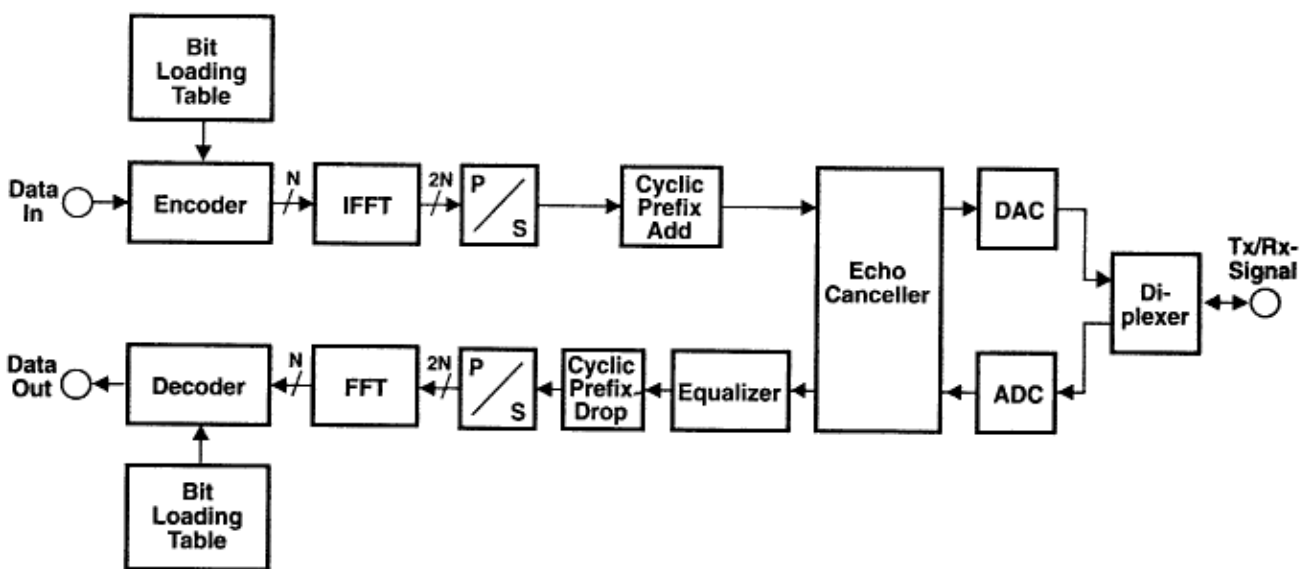 Bit
Loading
Table
Data
In
Encoder
N
IFFT
2N
P
S
Cyclic
Prefix
Add
Echo
Canceller
DAC
Di-
plexer
Tx/Rx-
Signal
Data
Out
Decoder
N
FFT
2N
P
S
Cyclic
Prefix
Drop
Equalizer
ADC
Bit
Loading
Table